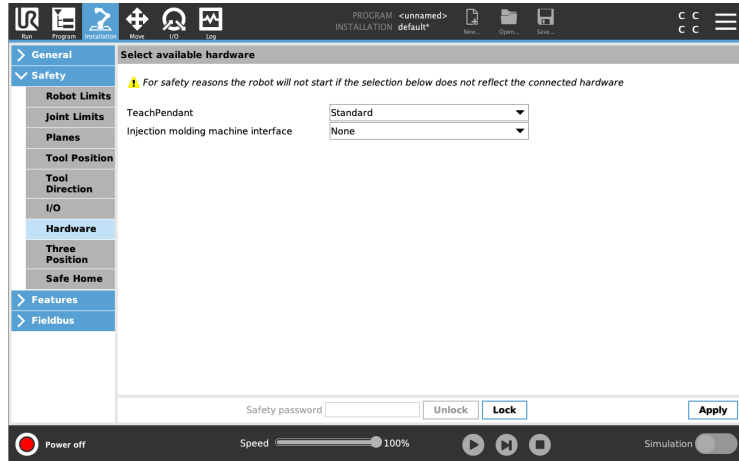 UR
PROGRAM <unnamed>
INSTALLATION default*
C C
C C
Run Program Installation Move I/O Log New... Open... Save...
General
Safety
Robot Limits
Joint Limits
Planes
Tool Position
Tool
Direction
I/O
Hardware
Three
Position
Safe Home
Features
Fieldbus
Select available hardware
For safety reasons the robot will not start if the selection below does not reflect the connected hardware
TeachPendant Standard
Injection molding machine interface None
Safety password Unlock Lock Apply
Power off Speed 100% Simulation